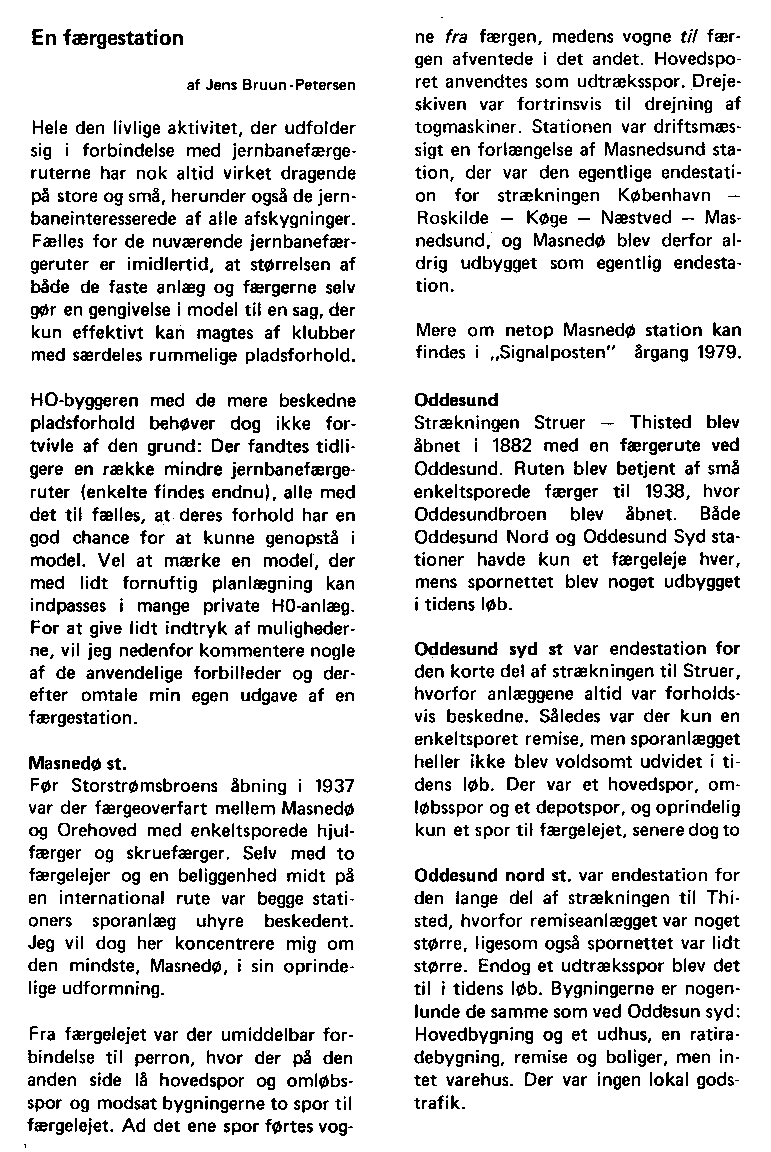 En færgestation
af Jens Bruun-Petersen
Hele den livlige aktivitet, der udfolder
sig i forbindelse med jernbanefærge-
ruterne har nok altid virket dragende
på store og små, herunder også de jern-
baneinteresserede af alle afskygninger.
Fælles for de nuværende jernbanefær-
geruter er imidlertid, at størrelsen af
både de faste anlæg og færgerne selv
gør en gengivelse i model til en sag, der
kun effektivt kan magtes af klubber
med særdeles rummelige pladsforhold.
HO-byggeren med de mere beskedne
pladsforhold behøver dog ikke for-
tvivle af den grund: Der fandtes tidli-
gere en række mindre jernbanefærge-
ruter (enkelte findes endnu), alle med
det til fælles, at deres forhold har en
god chance for at kunne genopstå i
model. Vel at mærke en model, der
med lidt fornuftig planlægning kan
indpasses i mange private HO-anlæg.
For at give lidt indtryk af muligheder-
ne, vil jeg nedenfor kommentere nogle
af de anvendelige forbilleder og der-
efter omtale min egen udgave af en
færgestation.
Masnedø st.
Før Storstrømsbroens åbning i 1937
var der færgeoverfart mellem Masnedø
og Orehoved med enkeltsporede hjul-
færger og skruefærger. Selv med to
færgelejer og en beliggenhed midt på
en international rute var begge stati-
oners sporanlæg uhyre beskedent.
Jeg vil dog her koncentrere mig om
den mindste, Masnedø, i sin oprinde-
lige udformning.
Fra færgelejet var der umiddelbar for-
bindelse til perron, hvor der på den
anden side lå hovedspor og omløbs-
spor og modsat bygningerne to spor til
færgelejet. Ad det ene spor førtes vog-
ne fra færgen, medens vogne til fær-
gen afventede i det andet. Hovedspo-
ret anvendtes som udtræksspor. Dreje-
skiven var fortrinsvis til drejning af
togmaskiner. Stationen var driftsmæs-
sigt en forlængelse af Masnedsund sta-
tion, der var den egentlige endestati-
on for strækningen København —
Roskilde — Køge — Næstved — Mas-
nedsund, og Masnedø blev derfor al-
drig udbygget som egentlig endesta-
tion.
Mere om netop Masnedø station kan
findes i „Signalposten" årgang 1979.
Oddesund
Strækningen Struer — Thisted blev
åbnet i 1882 med en færgerute ved
Oddesund. Ruten blev betjent af små
enkeltsporede færger til 1938, hvor
Oddesundbroen blev åbnet. Både
Oddesund Nord og Oddesund Syd sta-
tioner havde kun et færgeleje hver,
mens spornettet blev noget udbygget
i tidens løb.
Oddesund syd st var endestation for
den korte del af strækningen til Struer,
hvorfor anlæggene altid var forholds-
vis beskedne. Således var der kun en
enkeltsporet remise, men sporanlægget
heller ikke blev voldsomt udvidet i ti-
dens løb. Der var et hovedspor, om-
løbsspor og et depotspor, og oprindelig
kun et spor til færgelejet, senere dog to
Oddesund nord st. var endestation for
den lange del af strækningen til Thi-
sted, hvorfor remiseanlægget var noget
større, ligesom også spornettet var lidt
større. Endog et udtræksspor blev det
til i tidens løb. Bygningerne er nogen-
lunde de samme som ved Oddesun syd:
Hovedbygning og et udhus, en ratira-
debygning, remise og boliger, men in-
tet varehus. Der var ingen lokal gods-
trafik.